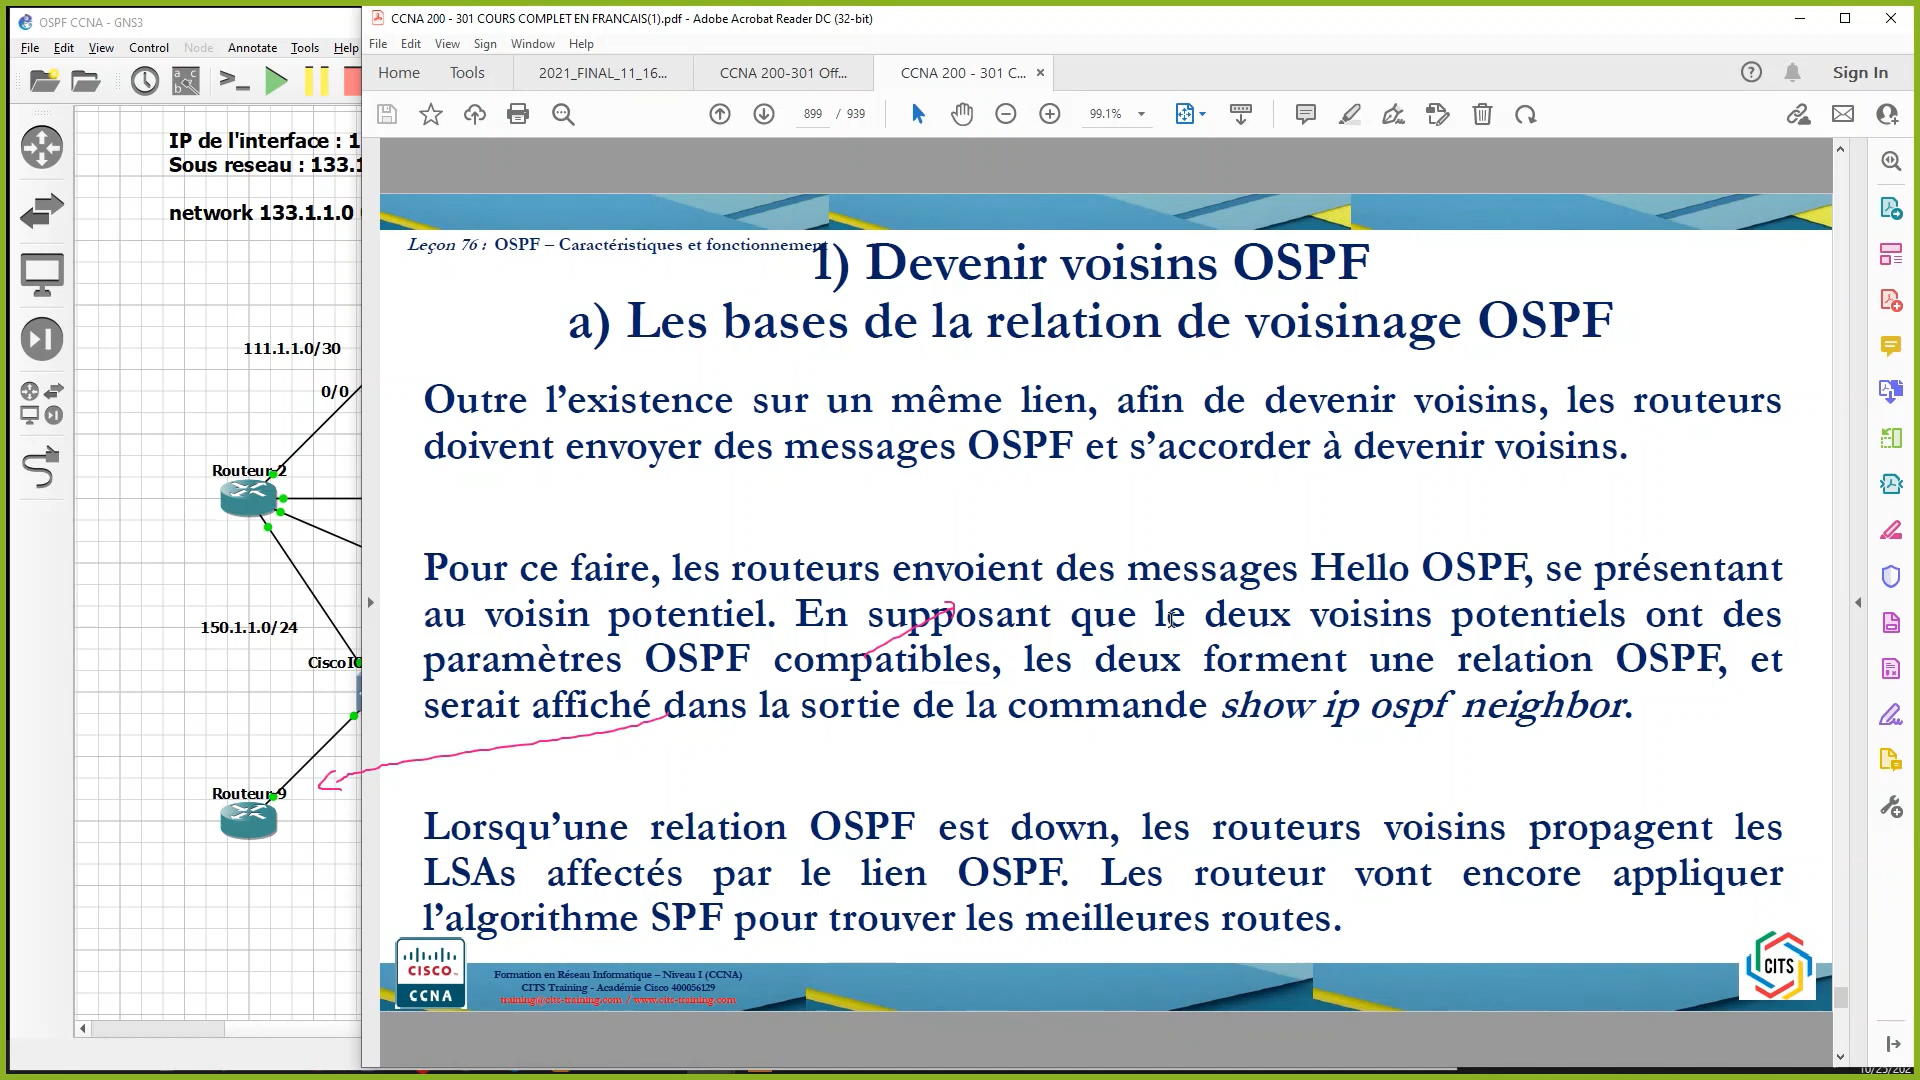 OSPF CCNA - GNS3
File Edit View Control Node Annotate Tools Help
IP de l'interface : 1
Sous reseau : 133.1
network 133.1.1.0
111.1.1.0/30
0/0
Routeur-2
150.1.1.0/24
CiscoIO
Routeur-9
CCNA 200 - 301 COURS COMPLET EN FRANCAIS(1).pdf - Adobe Acrobat Reader DC (32-bit)
File Edit View Sign Window Help
Home Tools 2021_FINAL_11_16... CCNA 200-301 Off... CCNA 200 - 301 C... Sign In
899 / 939 99.1%
Leçon 76 : OSPF – Caractéristiques et fonctionnement
1) Devenir voisins OSPF
a) Les bases de la relation de voisinage OSPF
Outre l’existence sur un même lien, afin de devenir voisins, les routeurs
doivent envoyer des messages OSPF et s’accorder à devenir voisins.
Pour ce faire, les routeurs envoient des messages Hello OSPF, se présentant
au voisin potentiel. En supposant que le deux voisins potentiels ont des
paramètres OSPF compatibles, les deux forment une relation OSPF, et
serait affiché dans la sortie de la commande show ip ospf neighbor.
Lorsqu’une relation OSPF est down, les routeurs voisins propagent les
LSAs affectés par le lien OSPF. Les routeur vont encore appliquer
l’algorithme SPF pour trouver les meilleures routes.
CISCO
CCNA
Formation en Réseau Informatique – Niveau I (CCNA)
CITS Training - Académie Cisco 400056129
training@cits-training.com / www.cits-training.com
CITS